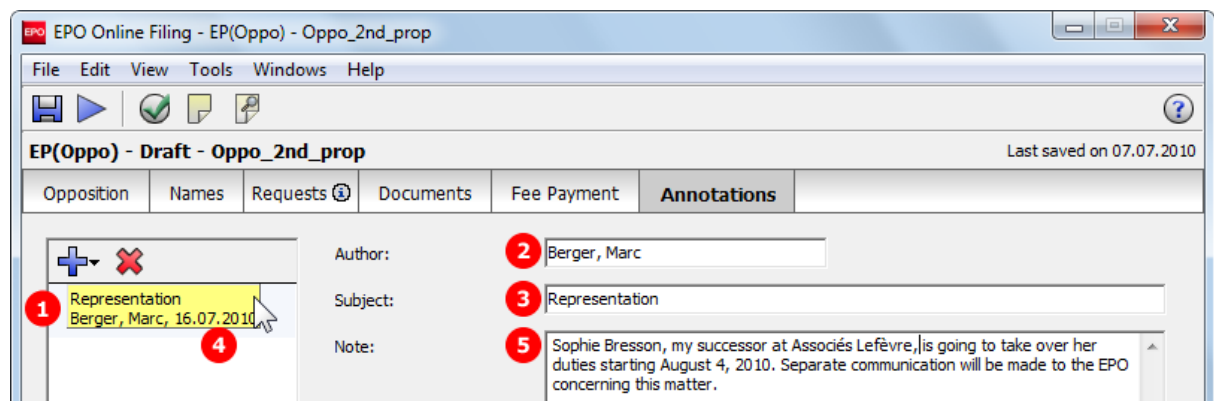 EPO EPO Online Filing - EP(Oppo) - Oppo_2nd_prop
File Edit View Tools Windows Help
EP(Oppo) - Draft - Oppo_2nd_prop Last saved on 07.07.2010
Opposition Names Requests Documents Fee Payment Annotations
Author: 2 Berger, Marc
1 Representation
Berger, Marc, 16.07.2010
Subject: 3 Representation
4
Note: 5 Sophie Bresson, my successor at Associés Lefèvre, is going to take over her
duties starting August 4, 2010. Separate communication will be made to the EPO
concerning this matter.